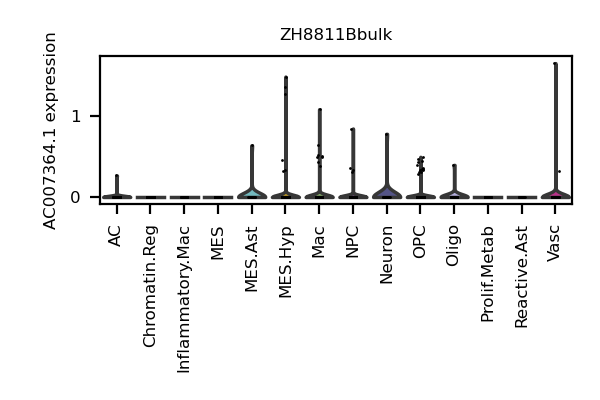 ZH8811Bbulk
AC007364.1 expression
1
0
AC
Chromatin.Reg
Inflammatory.Mac
MES
MES.Ast
MES.Hyp
Mac
NPC
Neuron
OPC
Oligo
Prolif.Metab
Reactive.Ast
Vasc